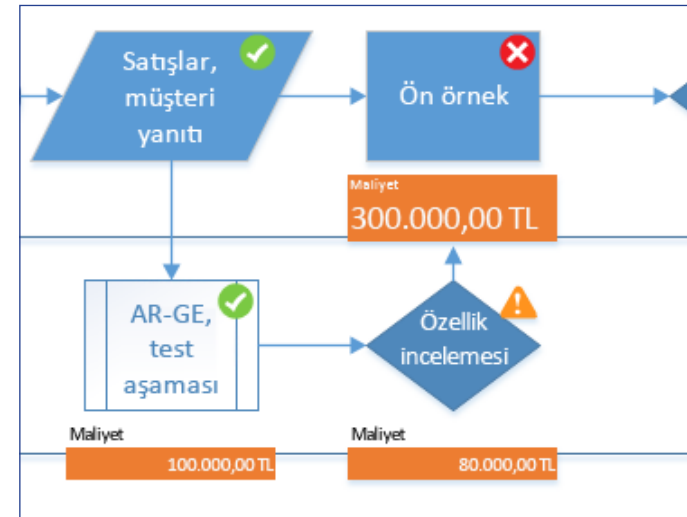 Satışlar,
müşteri
yanıtı
Ön örnek
Maliyet
300.000,00 TL
AR-GE,
test
aşaması
Özellik
incelemesi
Maliyet
100.000,00 TL
Maliyet
80.000,00 TL